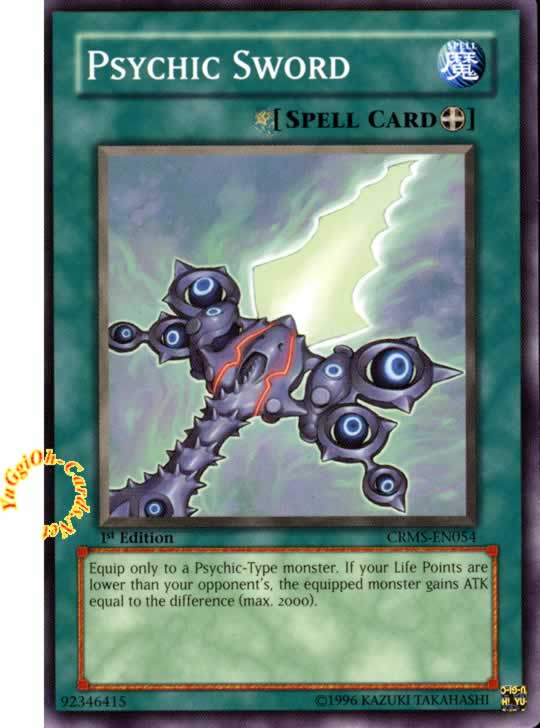 PSYCHIC SWORD
SPELL
魔
[SPELL CARD]
YuGgiOh-Cards.Net
1st Edition
CRMS-EN054
Equip only to a Psychic-Type monster. If your Life Points are
lower than your opponent's, the equipped monster gains ATK
equal to the difference (max. 2000).
92346415
©1996 KAZUKI TAKAHASHI